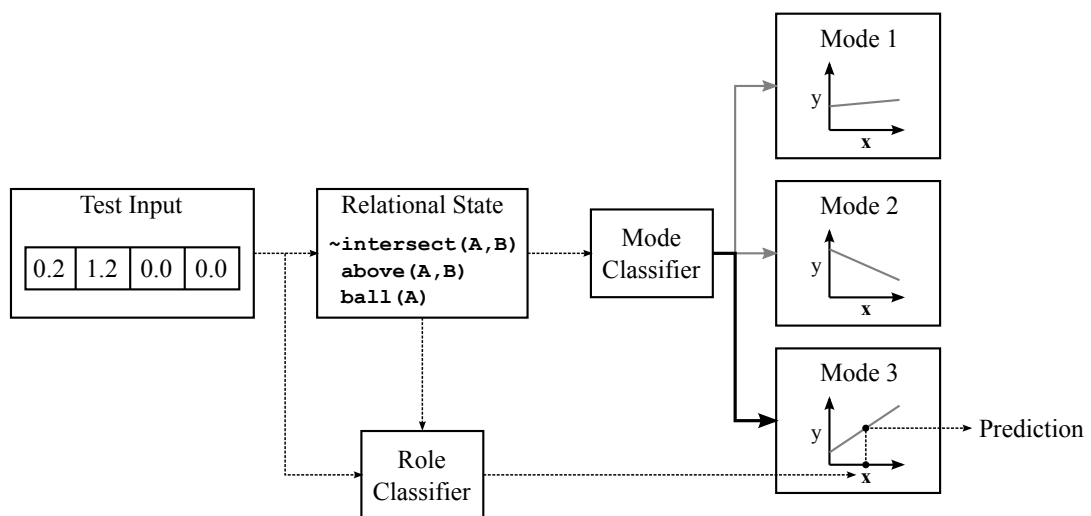 Test Input
0.2 1.2 0.0 0.0
Relational State
~intersect(A,B)
above(A,B)
ball(A)
Mode
Classifier
Role
Classifier
Mode 1
y
x
Mode 2
y
x
Mode 3
y
x
Prediction